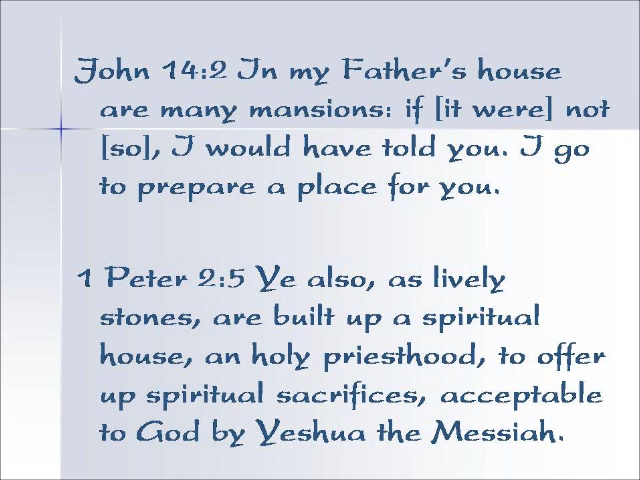 John 14:2 In my Father's house
are many mansions: if [it were] not
[so], I would have told you. I go
to prepare a place for you.
1 Peter 2:5 Ye also, as lively
stones, are built up a spiritual
house, an holy priesthood, to offer
up spiritual sacrifices, acceptable
to God by Yeshua the Messiah.